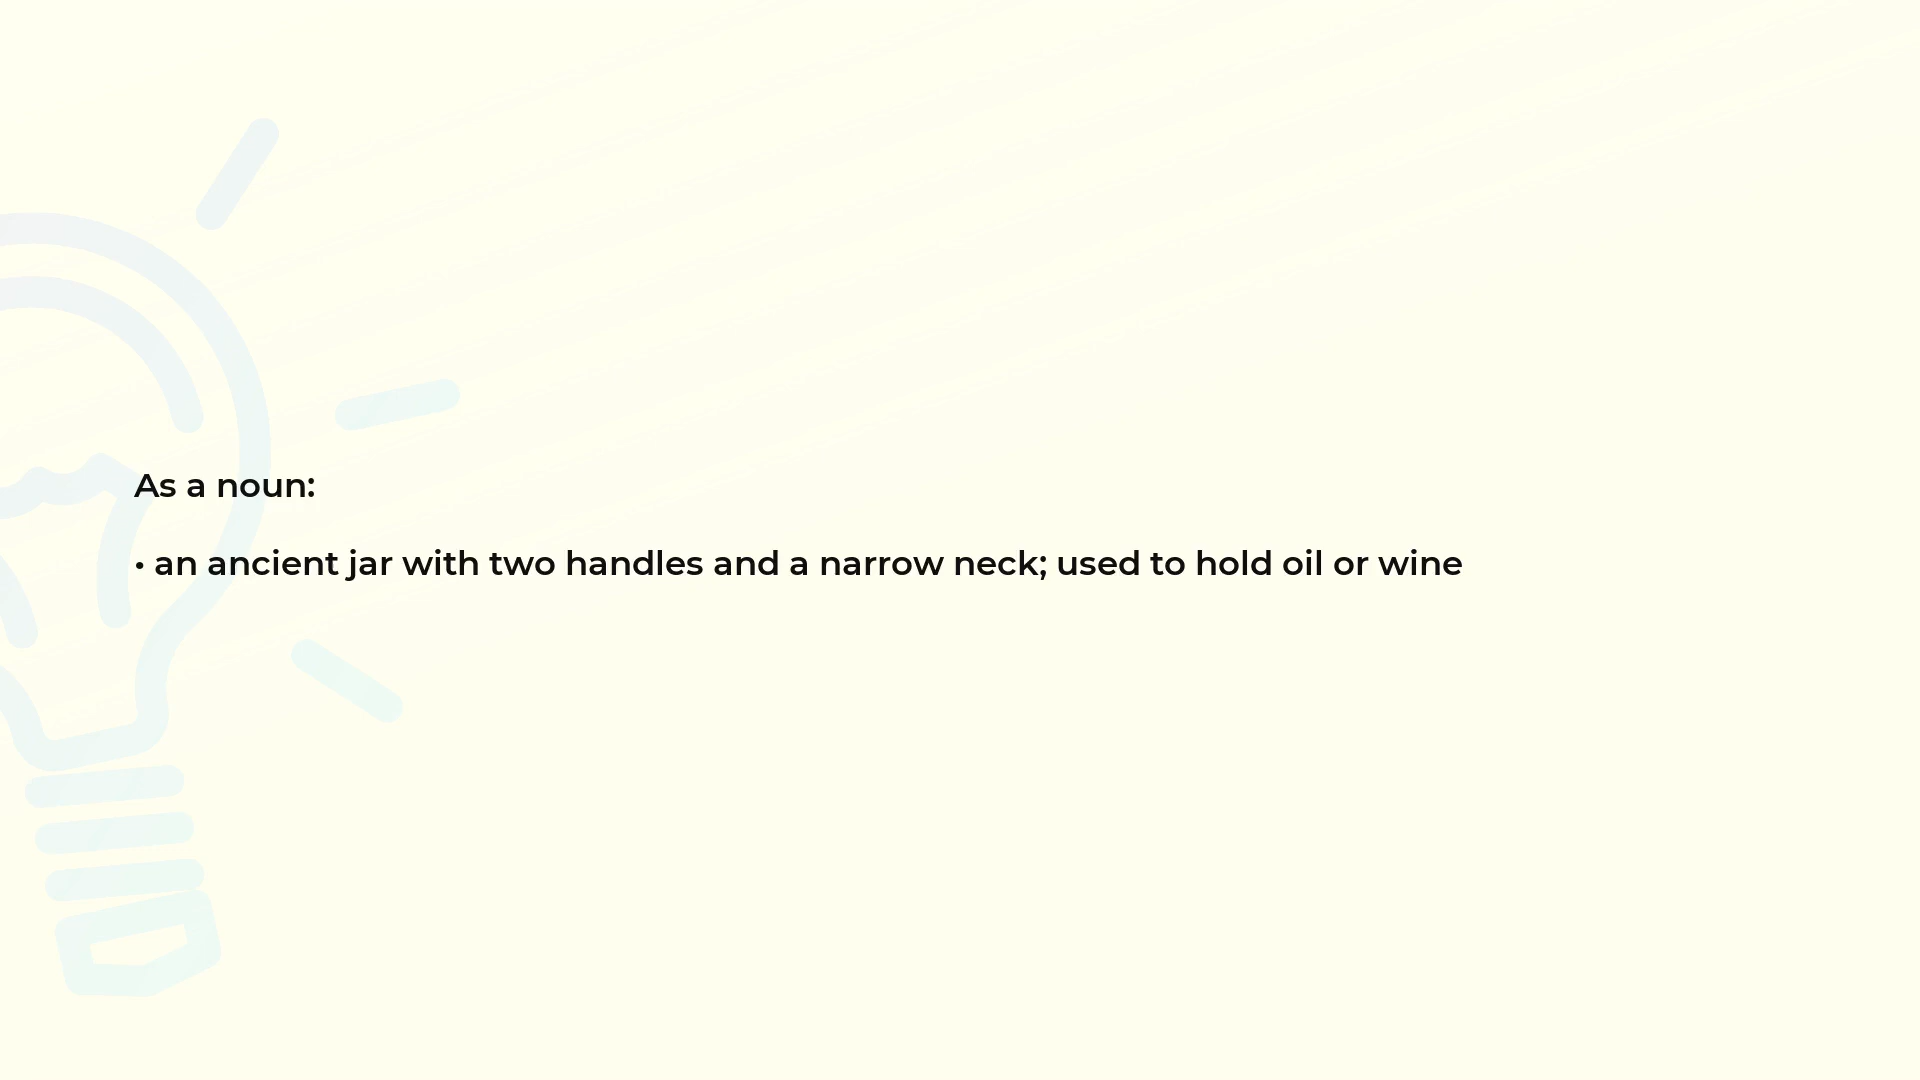 As a noun:
• an ancient jar with two handles and a narrow neck; used to hold oil or wine